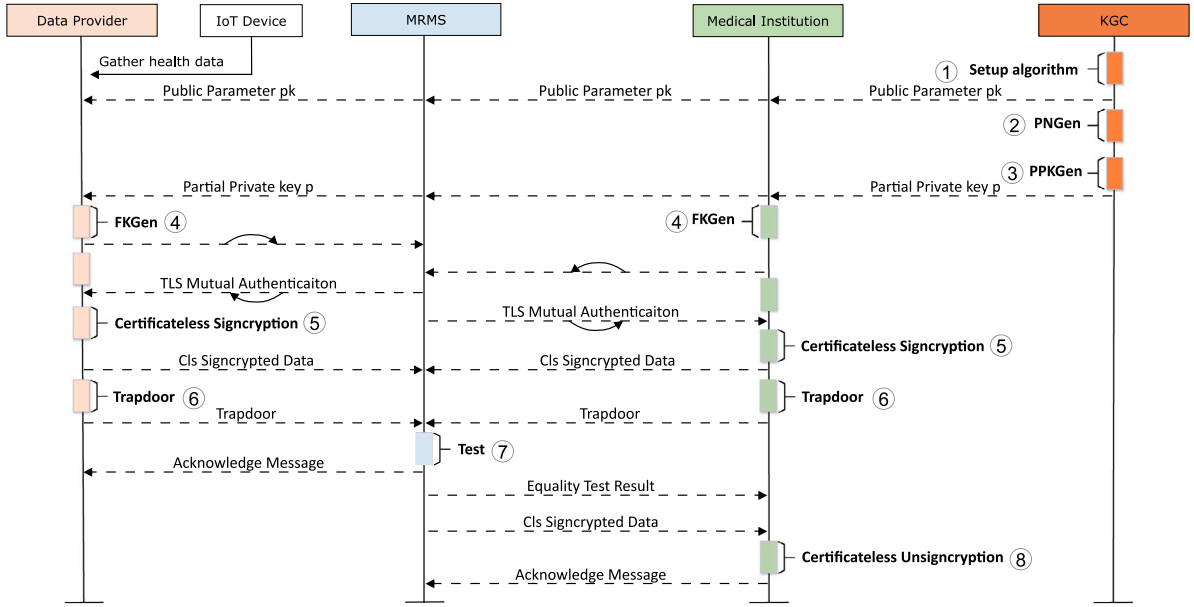 Data Provider
IoT Device
MRMS
Medical Institution
KGC
Gather health data
① Setup algorithm
Public Parameter pk
Public Parameter pk
Public Parameter pk
② PNGen
③ PPKGen
Partial Private key p
Partial Private key p
FKGen ④
④ FKGen
TLS Mutual Authenticaiton
TLS Mutual Authenticaiton
Certificateless Signcryption ⑤
Certificateless Signcryption ⑤
Cls Signcrypted Data
Cls Signcrypted Data
Trapdoor ⑥
Trapdoor ⑥
Trapdoor
Trapdoor
Test ⑦
Acknowledge Message
Equality Test Result
Cls Signcrypted Data
Certificateless Unsigncryption ⑧
Acknowledge Message